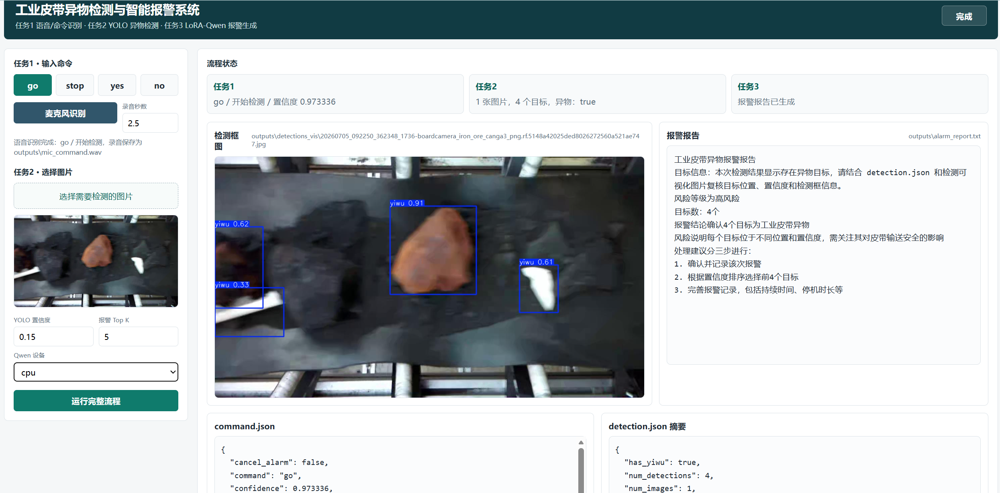 工业皮带异物检测与智能报警系统
任务1 语音/命令识别 · 任务2 YOLO 异物检测 · 任务3 LoRA-Qwen 报警生成
完成
任务1 · 输入命令
go
stop
yes
no
麦克风识别
录音秒数
2.5
语音识别完成：go / 开始检测，录音保存为
outputs\mic_command.wav
任务2 · 选择图片
选择需要检测的图片
YOLO 置信度
报警 Top K
0.15
5
Qwen 设备
cpu
运行完整流程
流程状态
任务1
go / 开始检测 / 置信度 0.973336
任务2
1 张图片，4 个目标，异物：true
任务3
报警报告已生成
检测框
图
outputs\detections_vis\20260705_092250_362348_1736-boardcamera_iron_ore_canga3_png.rf.5148a42025ded8026272560a521ae74
7.jpg
yiwu 0.91
yiwu 0.62
yiwu 0.61
yiwu 0.33
报警报告
outputs\alarm_report.txt
工业皮带异物报警报告
目标信息：本次检测结果显示存在异物目标，请结合 detection.json 和检测可
视化图片复核目标位置、置信度和检测框信息。
风险等级为高风险
目标数：4个
报警结论确认4个目标为工业皮带异物
风险说明每个目标位于不同位置和置信度，需关注其对皮带输送安全的影响
处理建议分三步进行：
1. 确认并记录该次报警
2. 根据置信度排序选择前4个目标
3. 完善报警记录，包括持续时间、停机时长等
command.json
{
"cancel_alarm": false,
"command": "go",
"confidence": 0.973336,
detection.json 摘要
{
"has_yiwu": true,
"num_detections": 4,
"num_images": 1,